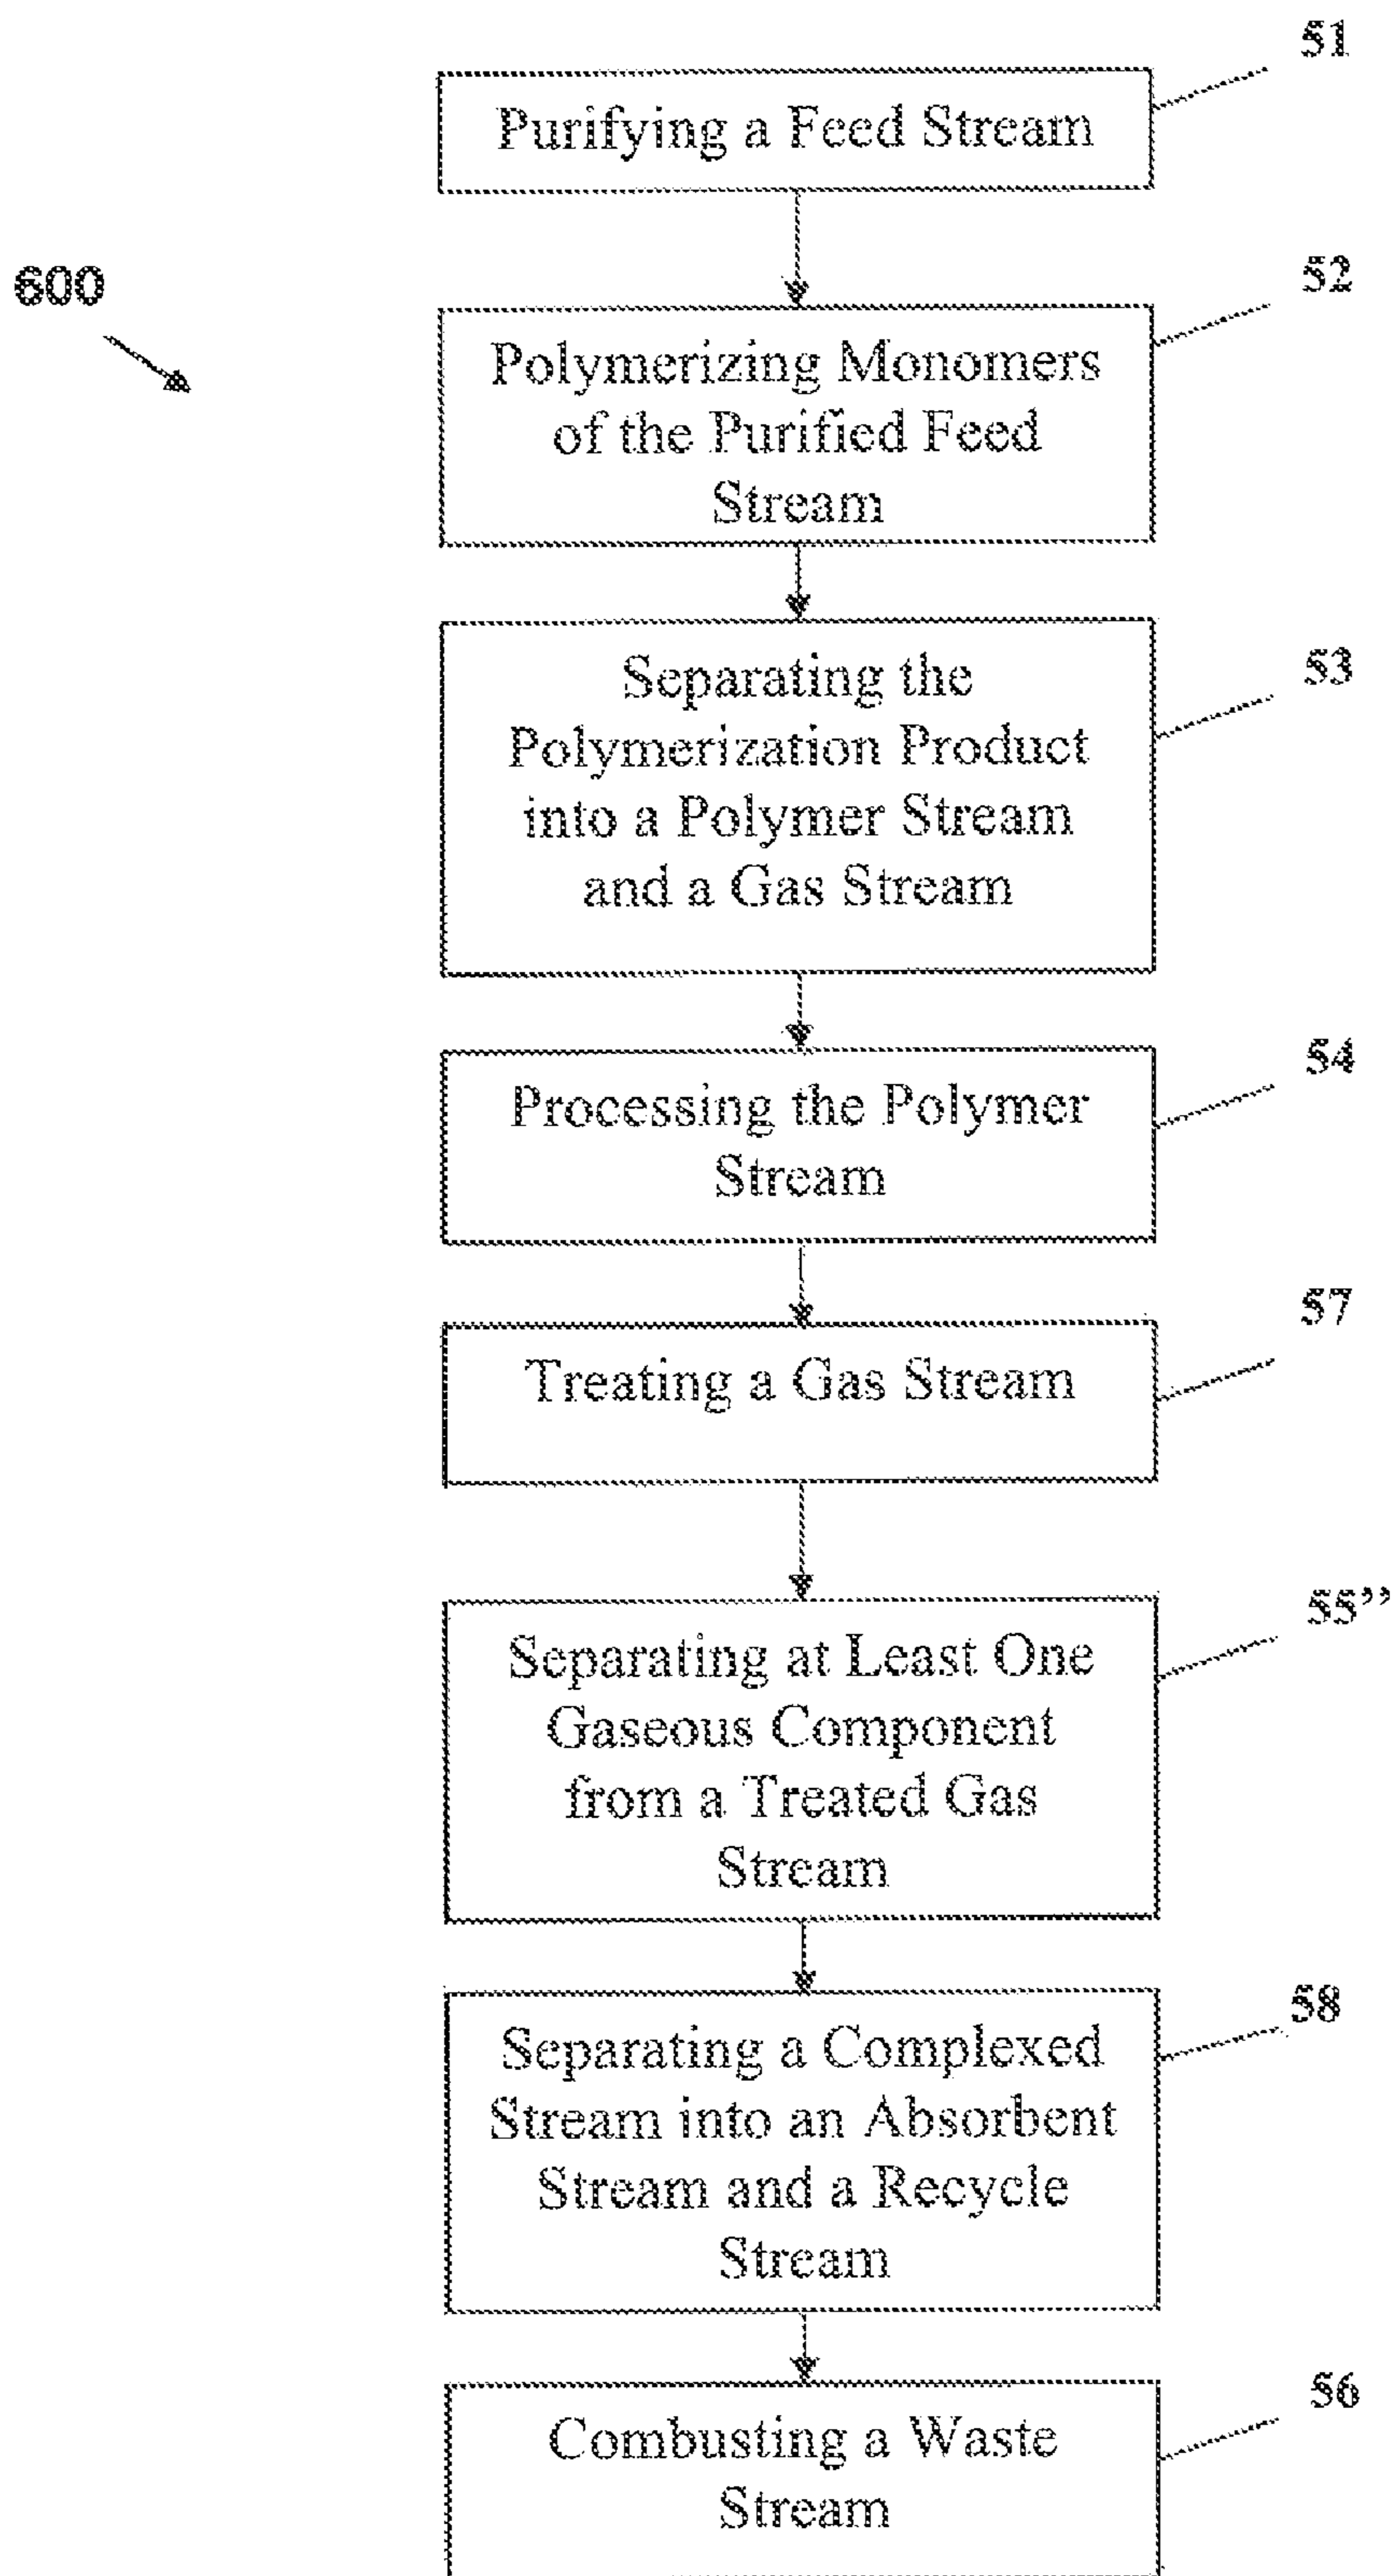 51
Purifying a Feed Stream
600
52
Polymerizing Monomers
of the Purified Feed
Stream
53
Separating the
Polymerization Product
into a Polymer Stream
and a Gas Stream
54
Processing the Polymer
Stream
57
Treating a Gas Stream
55”
Separating at Least One
Gaseous Component
from a Treated Gas
Stream
58
Separating a Complexed
Stream into an Absorbent
Stream and a Recycle
Stream
56
Combusting a Waste
Stream